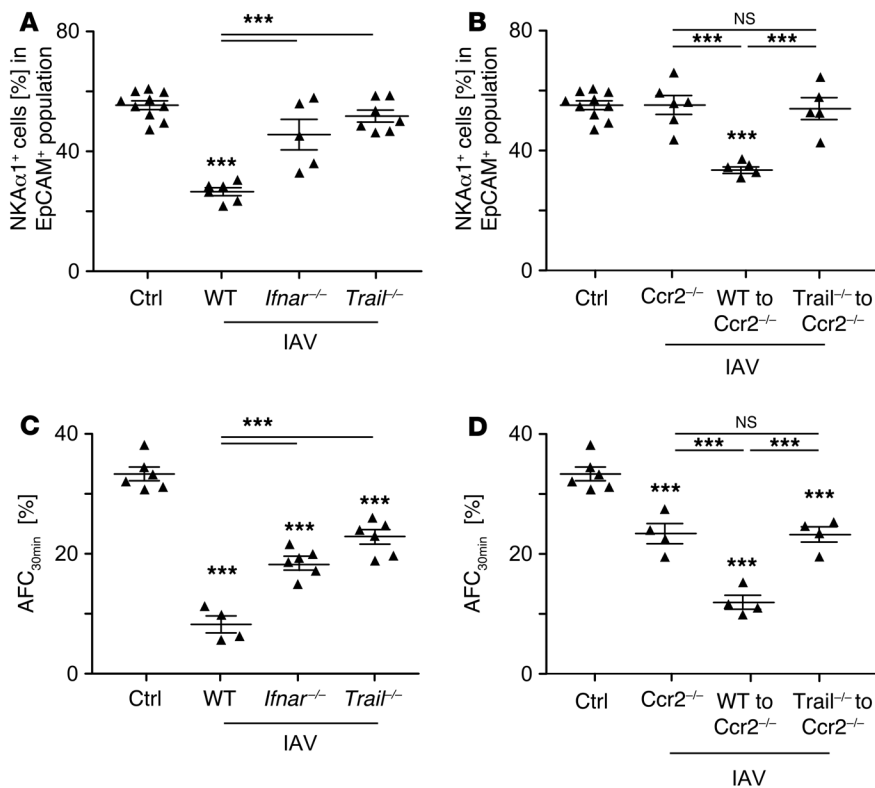 A
NKAα1⁺ cells [%] in
EpCAM⁺ population
80
40
0
***
***
Ctrl
WT
Ifnar⁻/⁻
Trail⁻/⁻
IAV
B
NKAα1⁺ cells [%] in
EpCAM⁺ population
80
40
0
NS
*** ***
***
Ctrl
Ccr2⁻/⁻
WT to
Ccr2⁻/⁻
Trail⁻/⁻ to
Ccr2⁻/⁻
IAV
C
AFC30min [%]
40
20
0
***
***
***
***
Ctrl
WT
Ifnar⁻/⁻
Trail⁻/⁻
IAV
D
AFC30min [%]
40
20
0
NS
*** ***
***
***
***
Ctrl
Ccr2⁻/⁻
WT to
Ccr2⁻/⁻
Trail⁻/⁻ to
Ccr2⁻/⁻
IAV